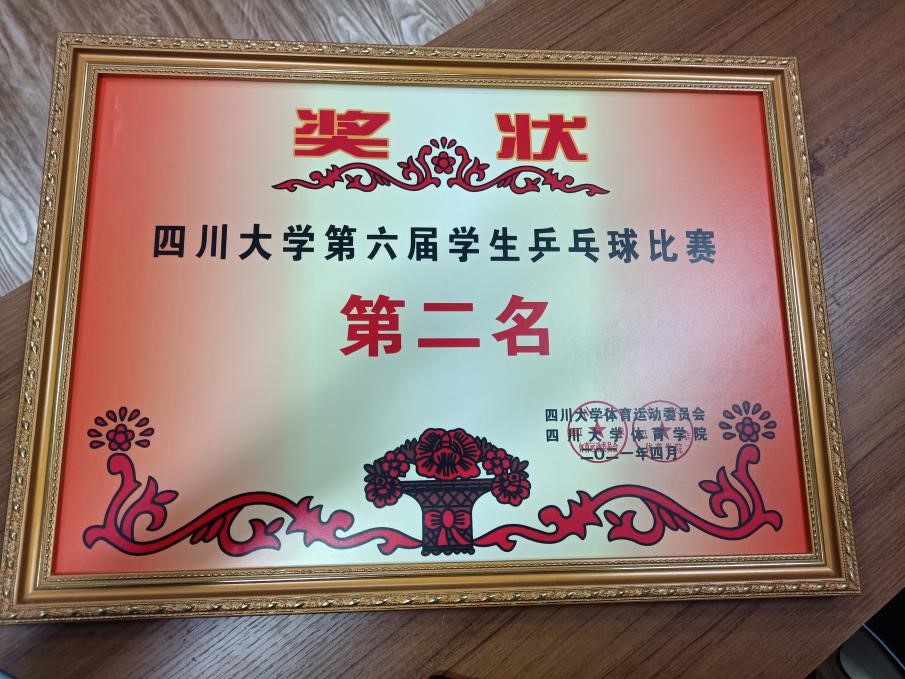 奖状
四川大学第六届学生乒乓球比赛
第二名
四川大学体育运动委员会
四川大学体育学院
二〇二一年四月